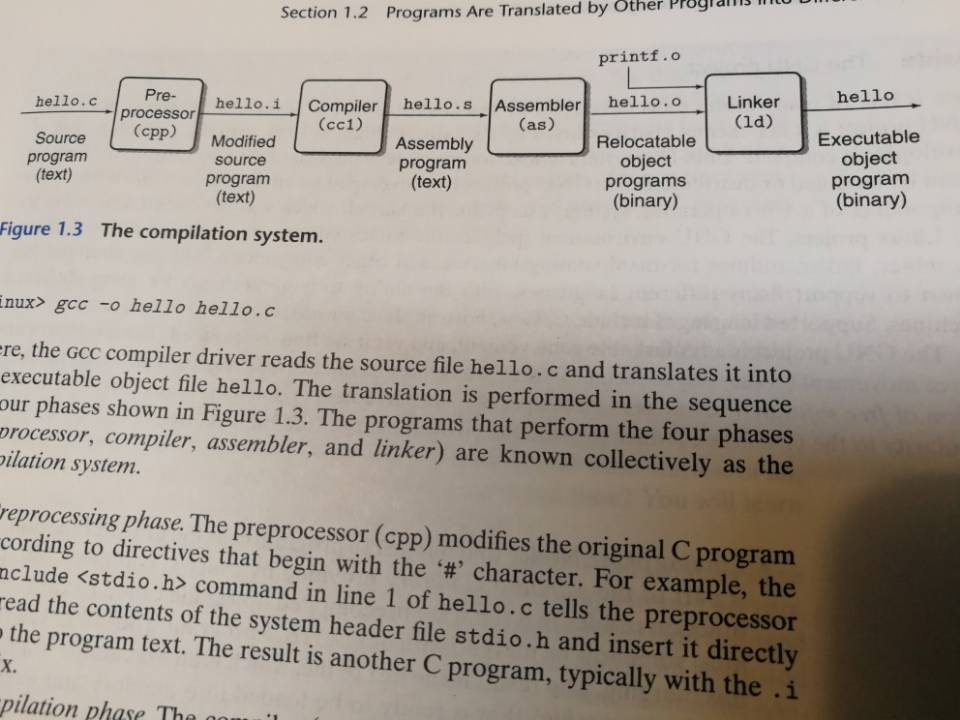 Section 1.2 Programs Are Translated by Other Programs
printf.o
hello.c
Pre-
processor
(cpp)
hello.i
Compiler
(cc1)
hello.s
Assembler
(as)
hello.o
Linker
(ld)
hello
Source
program
(text)
Modified
source
program
(text)
Assembly
program
(text)
Relocatable
object
programs
(binary)
Executable
object
program
(binary)
Figure 1.3 The compilation system.
inux> gcc -o hello hello.c
ere, the GCC compiler driver reads the source file hello.c and translates it into
executable object file hello. The translation is performed in the sequence
our phases shown in Figure 1.3. The programs that perform the four phases
processor, compiler, assembler, and linker) are known collectively as the
pilation system.
reprocessing phase. The preprocessor (cpp) modifies the original C program
cording to directives that begin with the ‘#’ character. For example, the
nclude <stdio.h> command in line 1 of hello.c tells the preprocessor
read the contents of the system header file stdio.h and insert it directly
the program text. The result is another C program, typically with the .i
x.
pilation phase. The